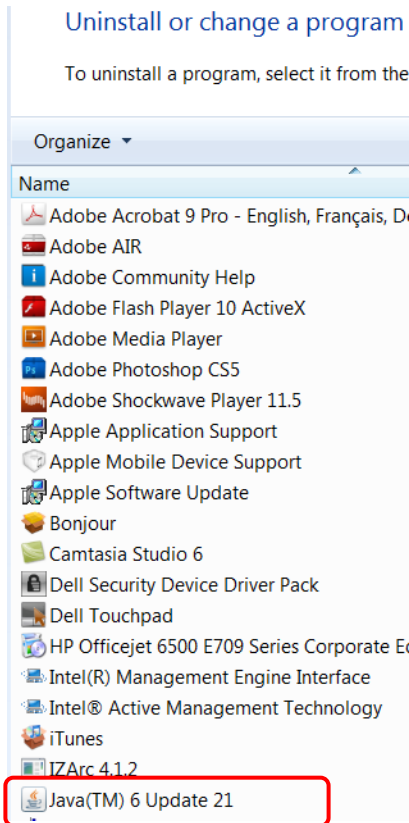 Uninstall or change a program
To uninstall a program, select it from the
Organize
Name
Adobe Acrobat 9 Pro - English, Français, De
Adobe AIR
Adobe Community Help
Adobe Flash Player 10 ActiveX
Adobe Media Player
Ps Adobe Photoshop CS5
Adobe Shockwave Player 11.5
Apple Application Support
Apple Mobile Device Support
Apple Software Update
Bonjour
Camtasia Studio 6
Dell Security Device Driver Pack
Dell Touchpad
HP Officejet 6500 E709 Series Corporate Ed
Intel(R) Management Engine Interface
Intel® Active Management Technology
iTunes
IZArc 4.1.2
Java(TM) 6 Update 21